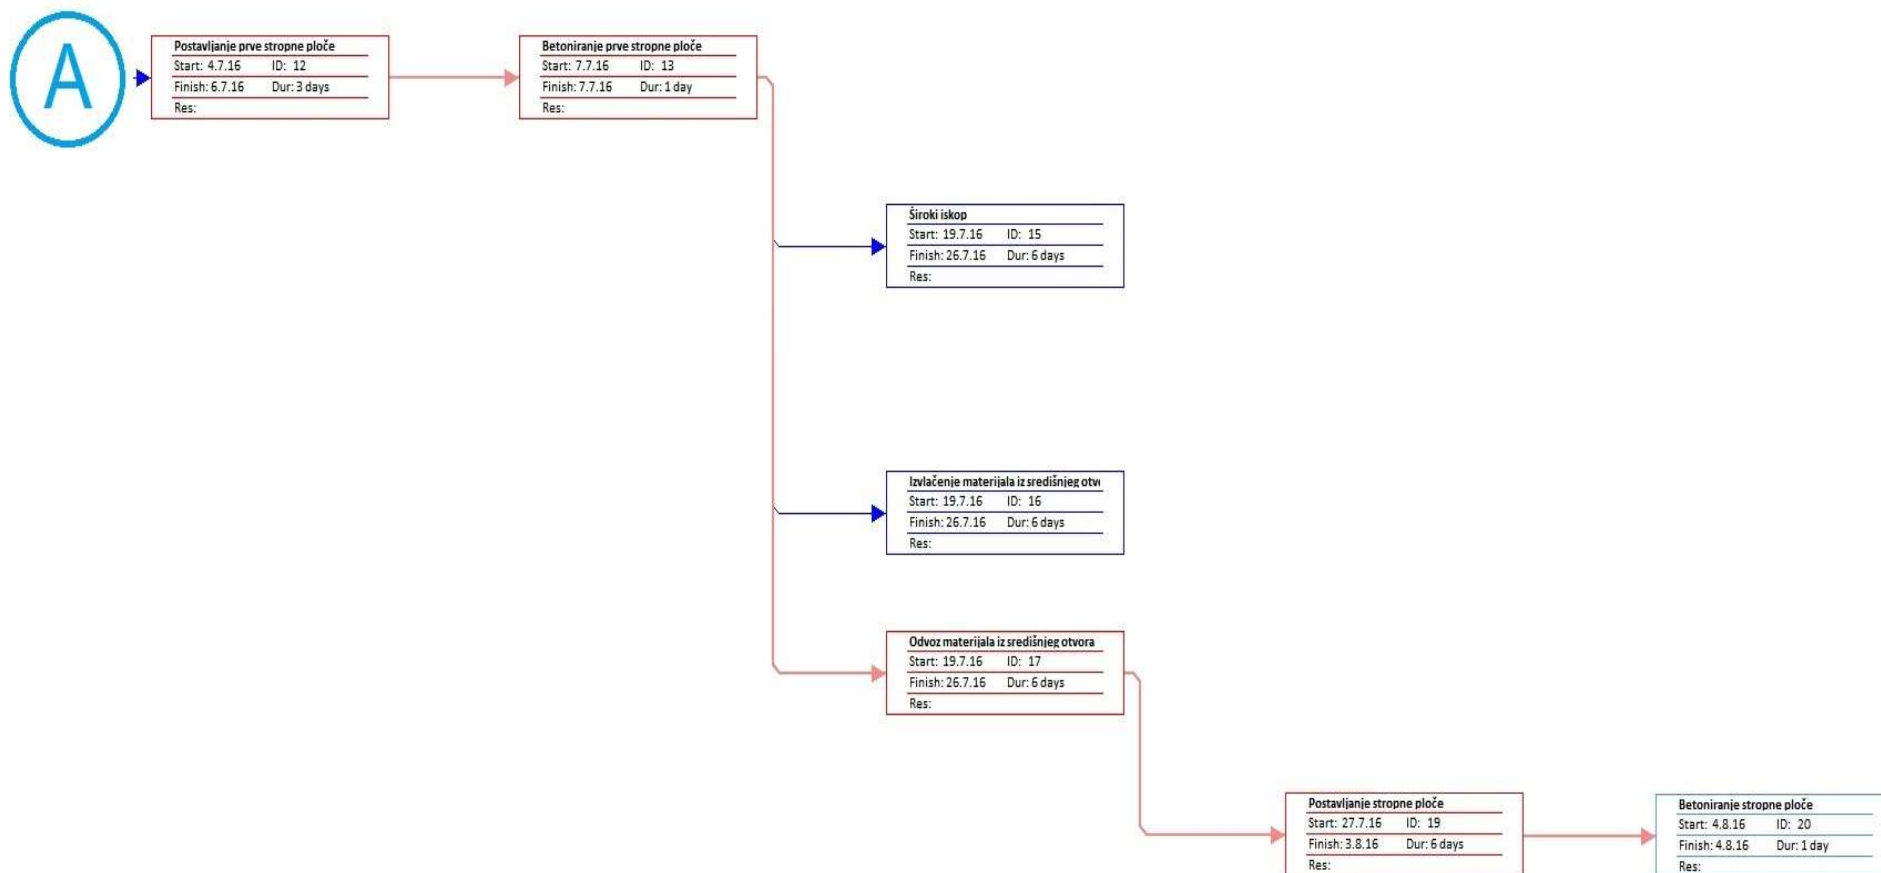 A
Postavljanje prve stropne ploče
Start: 4.7.16 ID: 12
Finish: 6.7.16 Dur: 3 days
Res:
Betoniranje prve stropne ploče
Start: 7.7.16 ID: 13
Finish: 7.7.16 Dur: 1 day
Res:
Široki iskop
Start: 19.7.16 ID: 15
Finish: 26.7.16 Dur: 6 days
Res:
Izvlačenje materijala iz središnjeg otv
Start: 19.7.16 ID: 16
Finish: 26.7.16 Dur: 6 days
Res:
Odvoz materijala iz središnjeg otvora
Start: 19.7.16 ID: 17
Finish: 26.7.16 Dur: 6 days
Res:
Postavljanje stropne ploče
Start: 27.7.16 ID: 19
Finish: 3.8.16 Dur: 6 days
Res:
Betoniranje stropne ploče
Start: 4.8.16 ID: 20
Finish: 4.8.16 Dur: 1 day
Res: